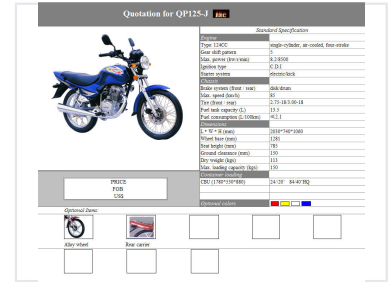 Quotation for QP125-J
Standard Specification
Engine
Type: 124CC single-cylinder, air-cooled, four-stroke
Gear shift pattern 5
Max. power (kw/r/min) 8.2/8500
Ignition type C.D.I
Starter system electric/kick
Chassis
Brake system (front / rear) disk/drum
Max. speed (km/h) 85
Tire (front / rear) 2.75-18/3.00-18
Fuel tank capacity (L) 13.5
Fuel consumption (L/100km) ≪2.1
Dimensions
L * W * H (mm) 2030*740*1060
Wheel base (mm) 1281
Seat height (mm) 785
Ground clearance (mm) 150
Dry weight (kgs) 113
Max. loading capacity (kgs) 150
Container loading
CBU (1780*530*880) 24 /20' 84/40'HQ
PRICE
FOB
US$
Optional colors
Optional Items:
Alloy wheel Rear carrier